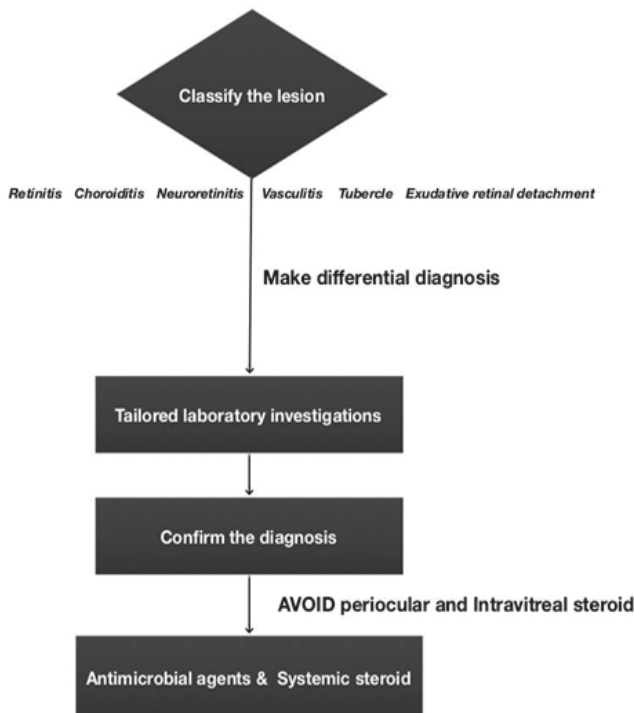 Classify the lesion
Retinitis Choroiditis Neuroretinitis Vasculitis Tubercle Exudative retinal detachment
Make differential diagnosis
Tailored laboratory investigations
Confirm the diagnosis
AVOID periocular and Intravitreal steroid
Antimicrobial agents & Systemic steroid